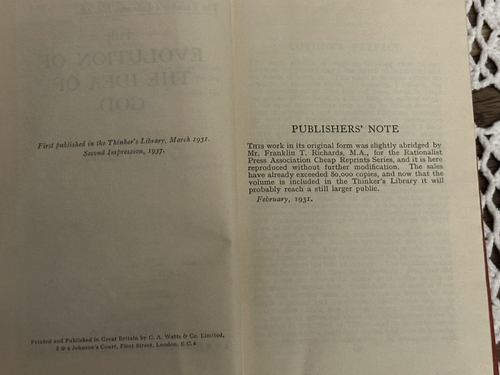 First published in the Thinker's Library, March 1931.
Second Impression, 1937.
Printed and Published in Great Britain by C. A. Watts & Co. Limited,
5 & 6 Johnson's Court, Fleet Street, London, E.C.4
PUBLISHERS' NOTE
THIS work in its original form was slightly abridged by
Mr. Franklin T. Richards, M.A., for the Rationalist
Press Association Cheap Reprints Series, and it is here
reproduced without further modification. The sales
have already exceeded 80,000 copies, and now that the
volume is included in the Thinker's Library it will
probably reach a still larger public.
February, 1931.